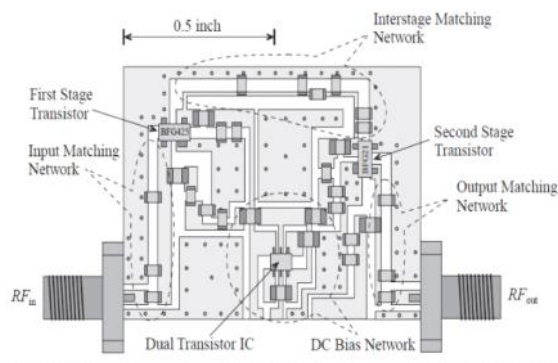 Interstage Matching
Network
0.5 inch
First Stage
Transistor
BFG425
Second Stage
Transistor
Input Matching
Network
Output Matching
Network
RFin
RFout
Dual Transistor IC
DC Bias Network